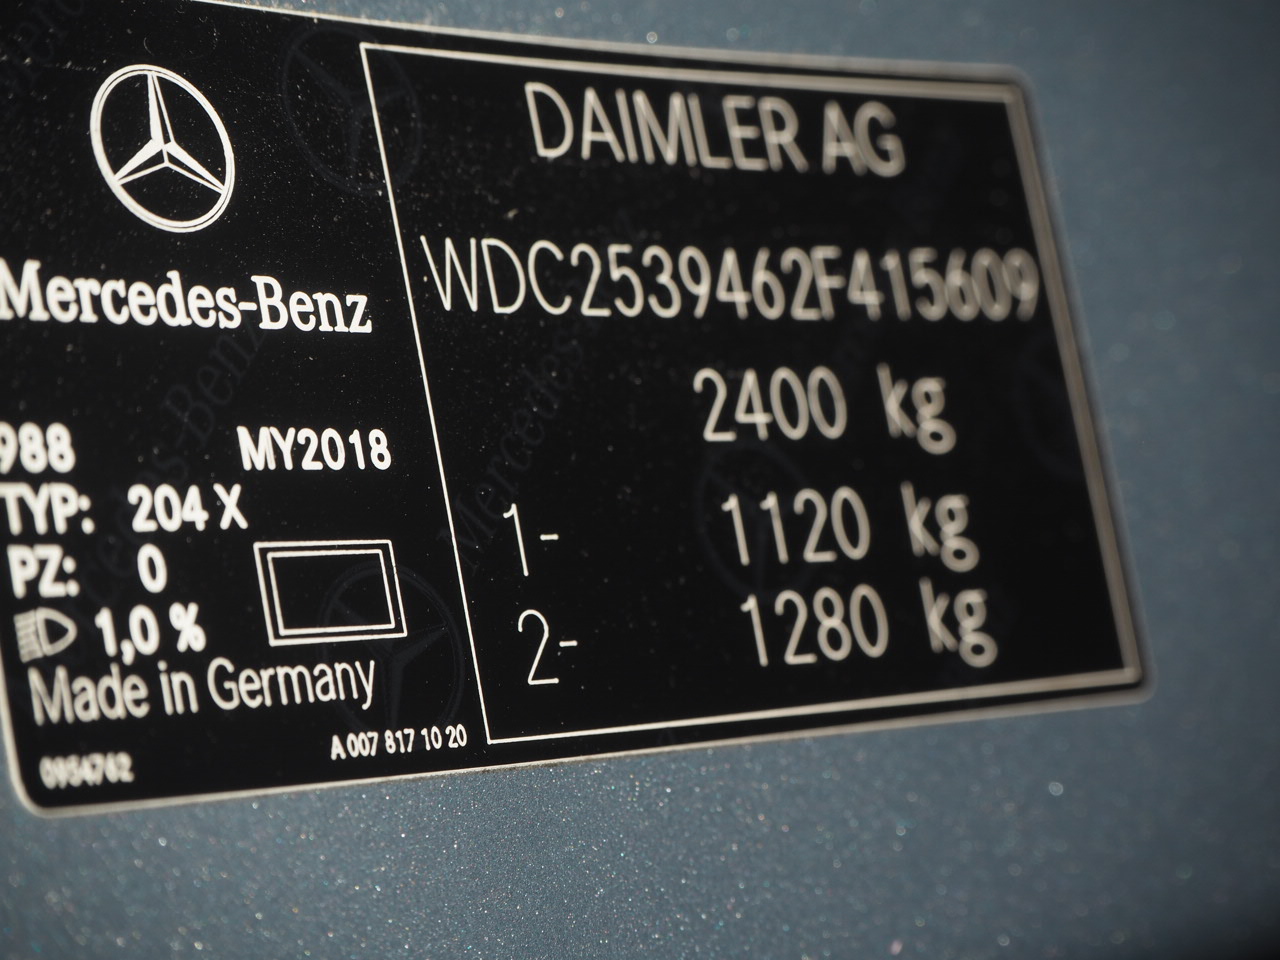 Mercedes-Benz
988 MY2018
TYP: 204 X
PZ: 0
1,0 %
Made in Germany
A 007 817 10 20
0954762
DAIMLER AG
WDC2539462F415609
2400 kg
1- 1120 kg
2- 1280 kg